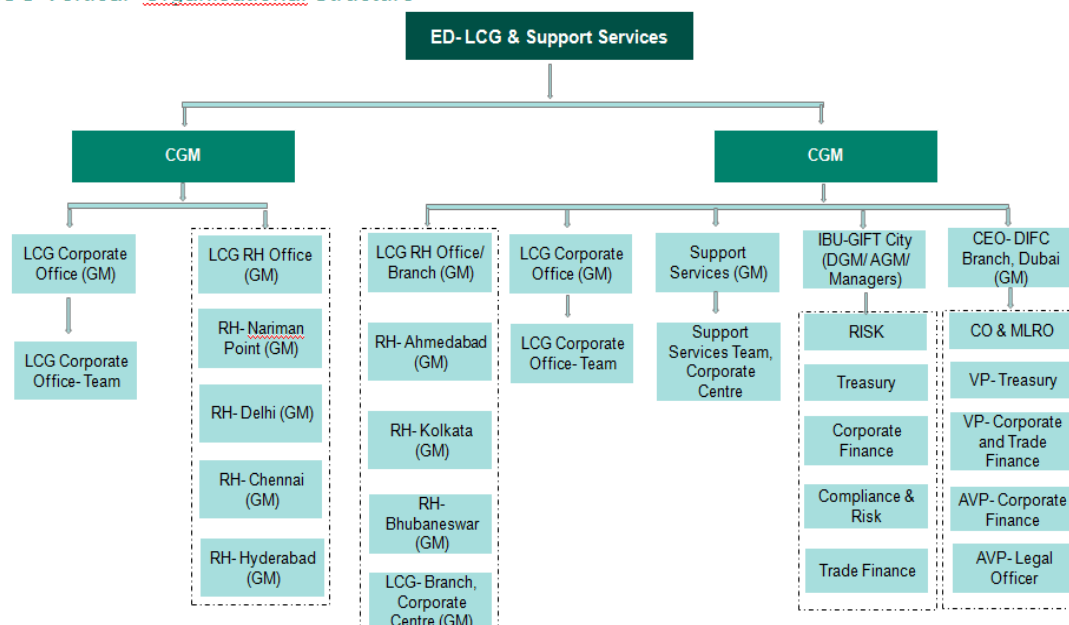 Vertical- Organisational Structure
ED- LCG & Support Services
CGM
CGM
LCG Corporate
Office (GM)
LCG Corporate
Office- Team
LCG RH Office
(GM)
RH- Nariman
Point (GM)
RH- Delhi (GM)
RH- Chennai
(GM)
RH- Hyderabad
(GM)
LCG RH Office/
Branch (GM)
RH- Ahmedabad
(GM)
RH- Kolkata
(GM)
RH-
Bhubaneswar
(GM)
LCG- Branch,
Corporate
Centre (GM)
LCG Corporate
Office (GM)
LCG Corporate
Office- Team
Support
Services (GM)
Support
Services Team,
Corporate
Centre
IBU-GIFT City
(DGM/ AGM/
Managers)
RISK
Treasury
Corporate
Finance
Compliance &
Risk
Trade Finance
CEO- DIFC
Branch, Dubai
(GM)
CO & MLRO
VP- Treasury
VP- Corporate
and Trade
Finance
AVP- Corporate
Finance
AVP- Legal
Officer